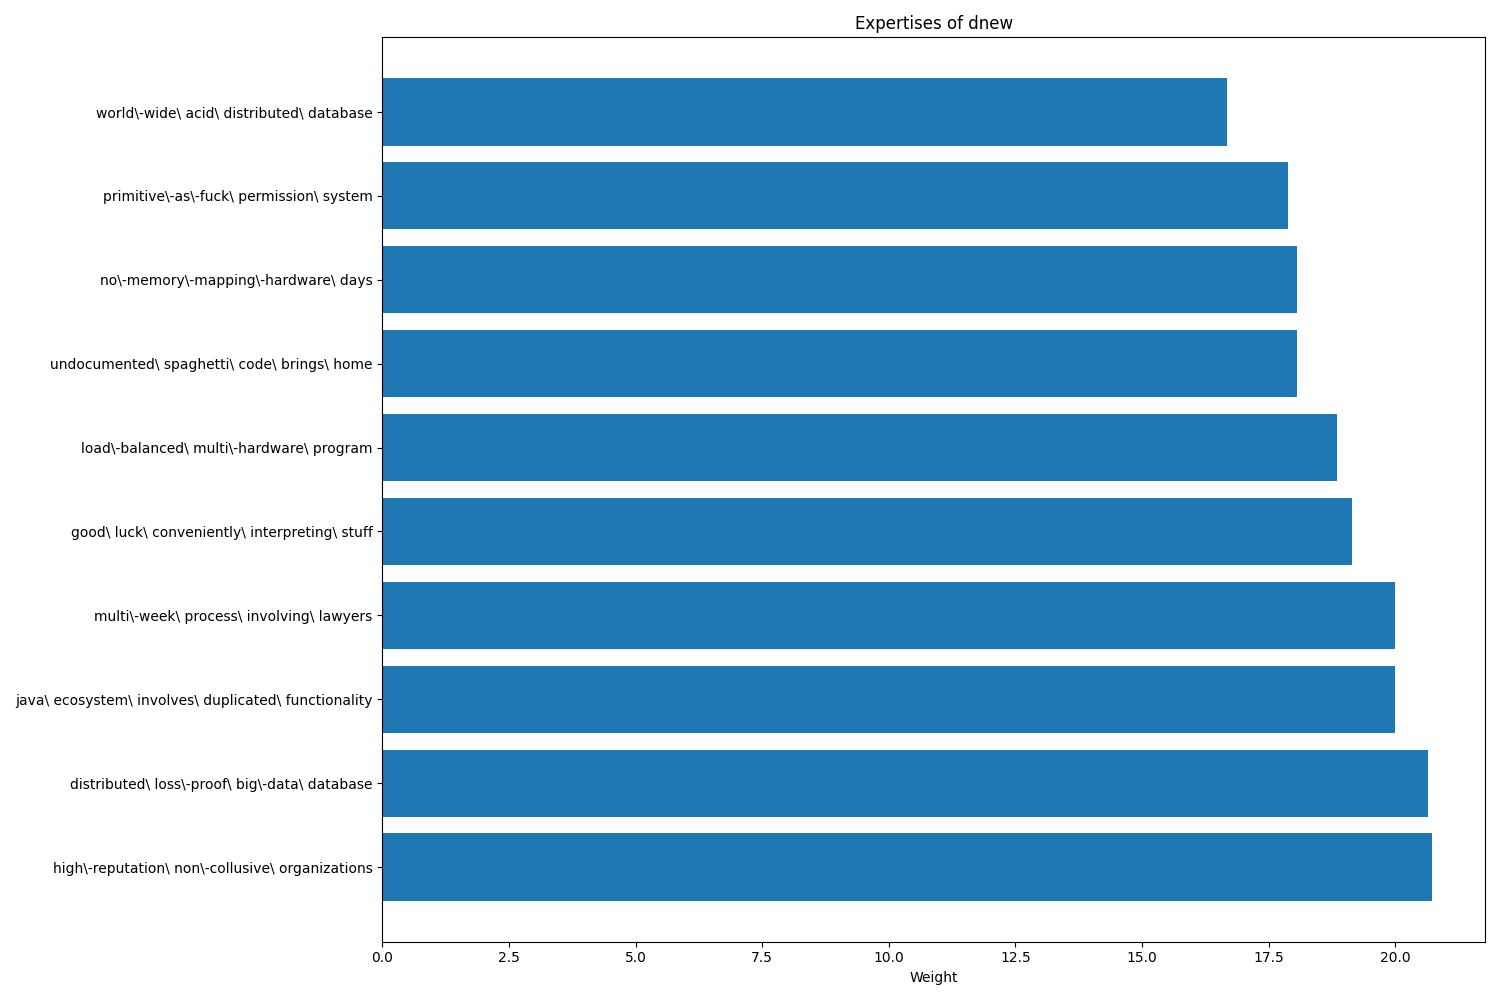 Expertises of dnew
world\-wide\ acid\ distributed\ database
primitive\-as\-fuck\ permission\ system
no\-memory\-mapping\-hardware\ days
undocumented\ spaghetti\ code\ brings\ home
load\-balanced\ multi\-hardware\ program
good\ luck\ conveniently\ interpreting\ stuff
multi\-week\ process\ involving\ lawyers
java\ ecosystem\ involves\ duplicated\ functionality
distributed\ loss\-proof\ big\-data\ database
high\-reputation\ non\-collusive\ organizations
0.0 2.5 5.0 7.5 10.0 12.5 15.0 17.5 20.0
Weight